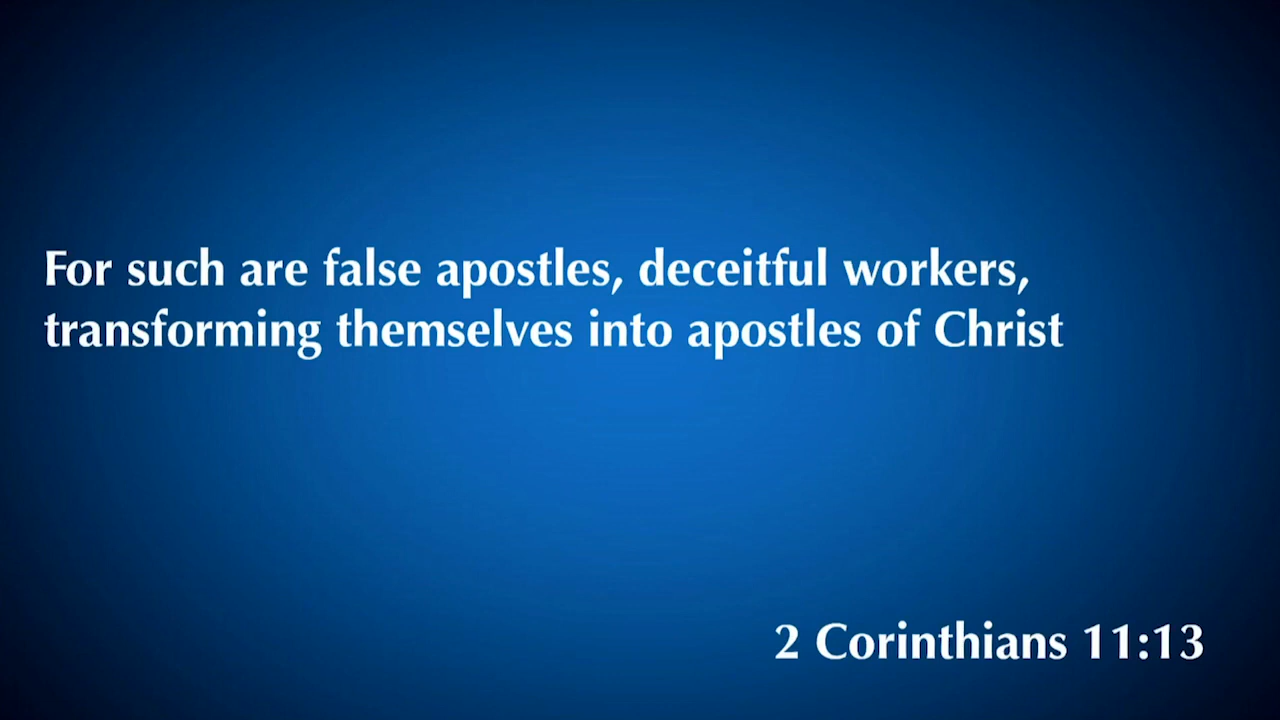 For such are false apostles, deceitful workers,
transforming themselves into apostles of Christ
2 Corinthians 11:13